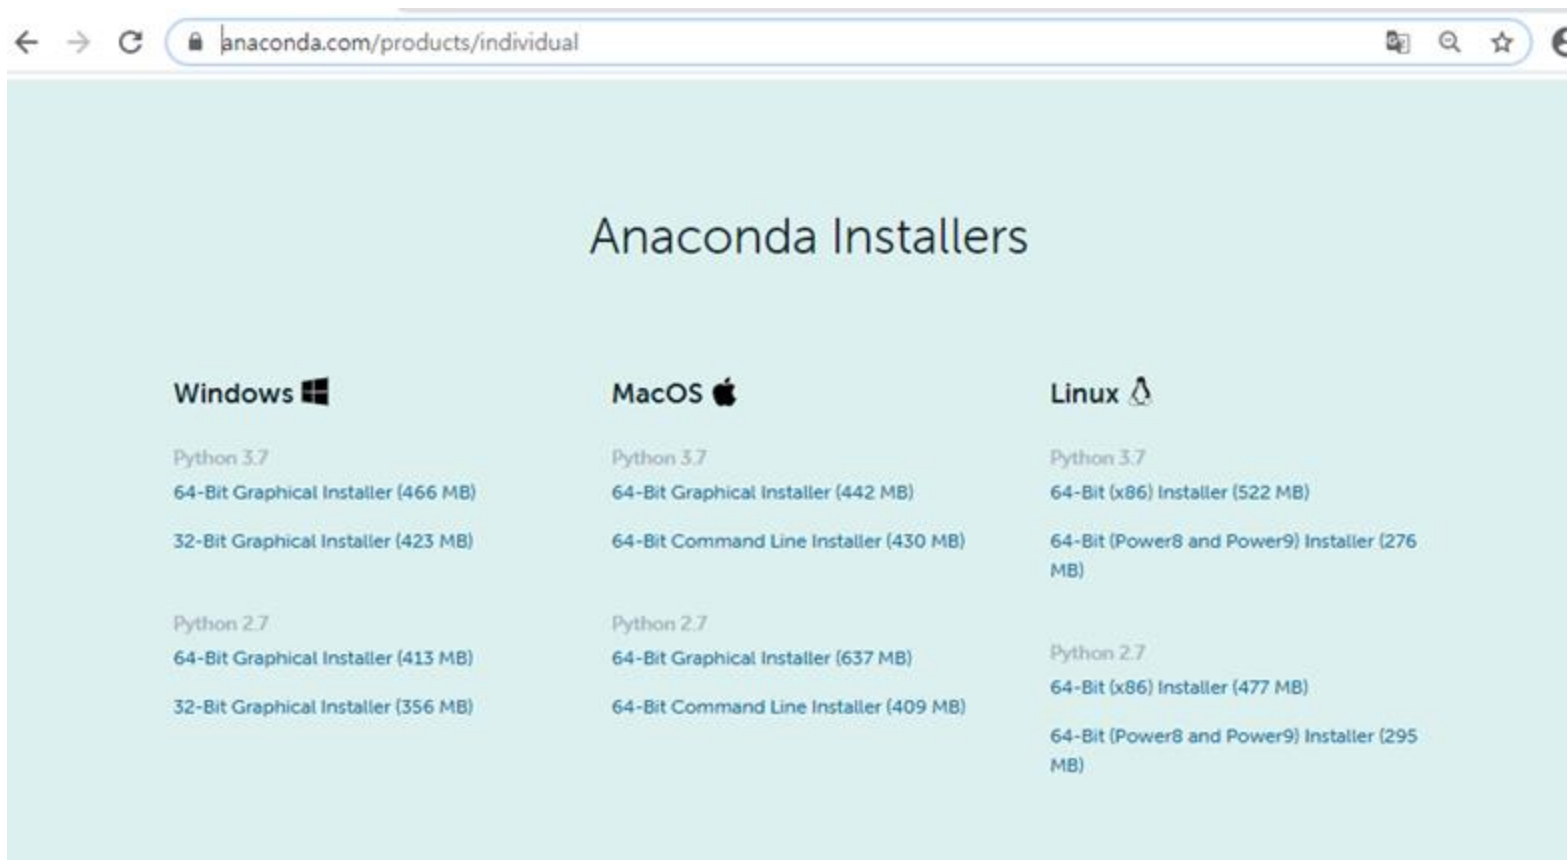 anaconda.com/products/individual
Anaconda Installers
Windows
Python 3.7
64-Bit Graphical Installer (466 MB)
32-Bit Graphical Installer (423 MB)
Python 2.7
64-Bit Graphical Installer (413 MB)
32-Bit Graphical Installer (356 MB)
MacOS
Python 3.7
64-Bit Graphical Installer (442 MB)
64-Bit Command Line Installer (430 MB)
Python 2.7
64-Bit Graphical Installer (637 MB)
64-Bit Command Line Installer (409 MB)
Linux
Python 3.7
64-Bit (x86) Installer (522 MB)
64-Bit (Power8 and Power9) Installer (276
MB)
Python 2.7
64-Bit (x86) Installer (477 MB)
64-Bit (Power8 and Power9) Installer (295
MB)